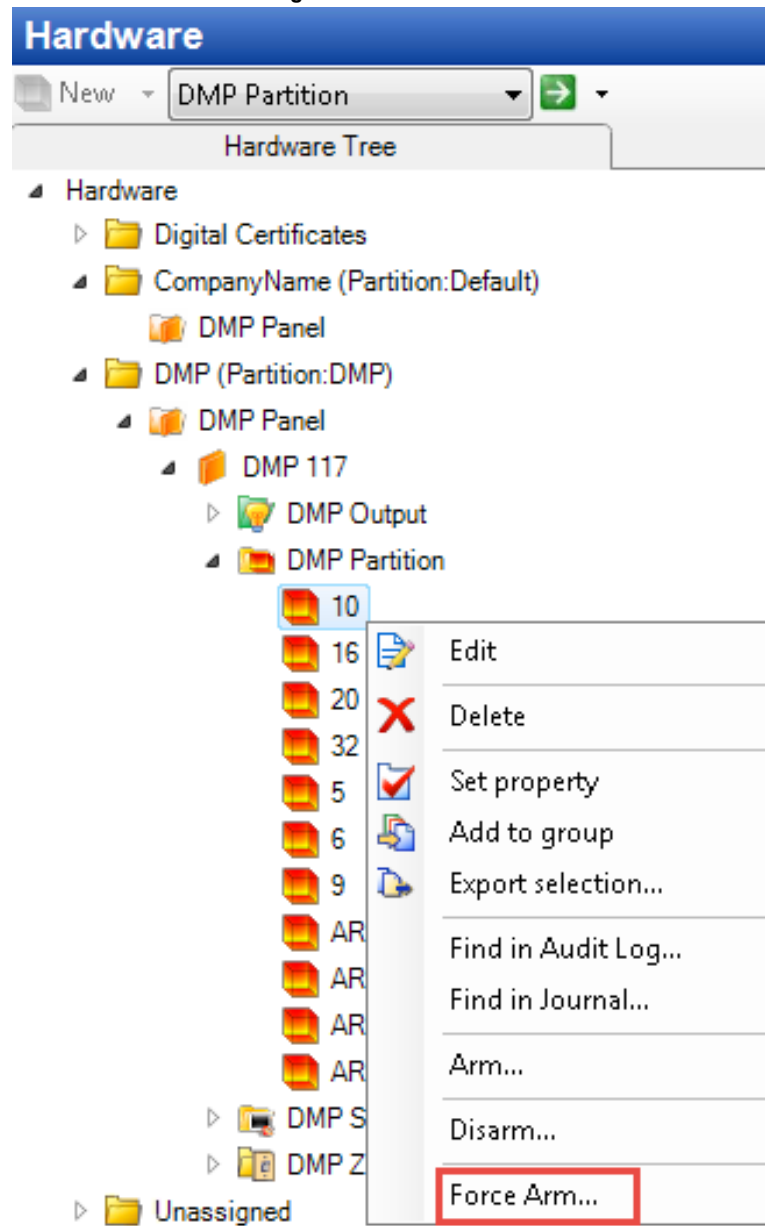 Hardware
New DMP Partition
Hardware Tree
Hardware
Digital Certificates
CompanyName (Partition:Default)
DMP Panel
DMP (Partition:DMP)
DMP Panel
DMP 117
DMP Output
DMP Partition
10
16
20
32
5
6
9
AR
AR
AR
AR
DMP S
DMP Z
Unassigned
Edit
Delete
Set property
Add to group
Export selection...
Find in Audit Log...
Find in Journal...
Arm...
Disarm...
Force Arm...